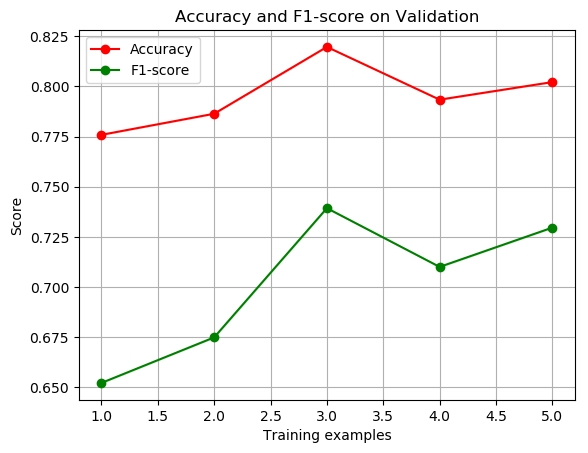 Accuracy and F1-score on Validation
Accuracy
F1-score
0.825
0.800
0.775
0.750
0.725
0.700
0.675
0.650
Score
1.0 1.5 2.0 2.5 3.0 3.5 4.0 4.5 5.0
Training examples